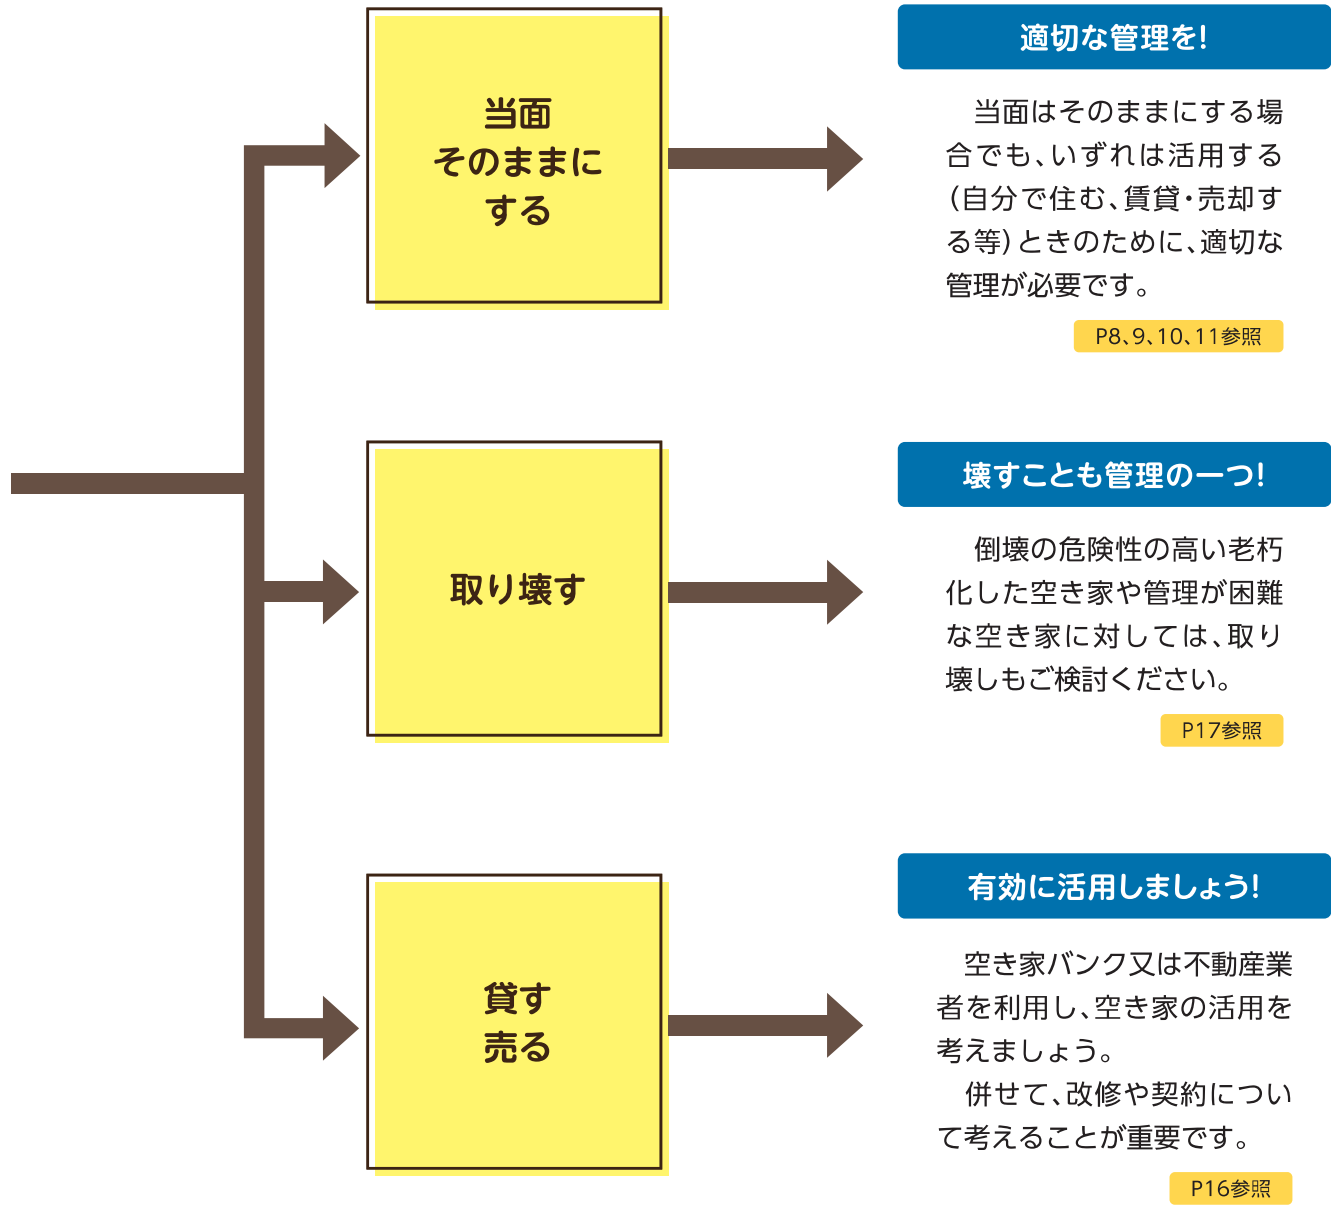 当面
そのままに
する
適切な管理を!
当面はそのままにする場
合でも、いずれは活用する
(自分で住む、賃貸・売却す
る等)ときのために、適切な
管理が必要です。
P8、9、10、11参照
取り壊す
壊すことも管理の一つ!
倒壊の危険性の高い老朽
化した空き家や管理が困難
な空き家に対しては、取り
壊しもご検討ください。
P17参照
貸す
売る
有効に活用しましょう!
空き家バンク又は不動産業
者を利用し、空き家の活用を
考えましょう。
併せて、改修や契約につい
て考えることが重要です。
P16参照